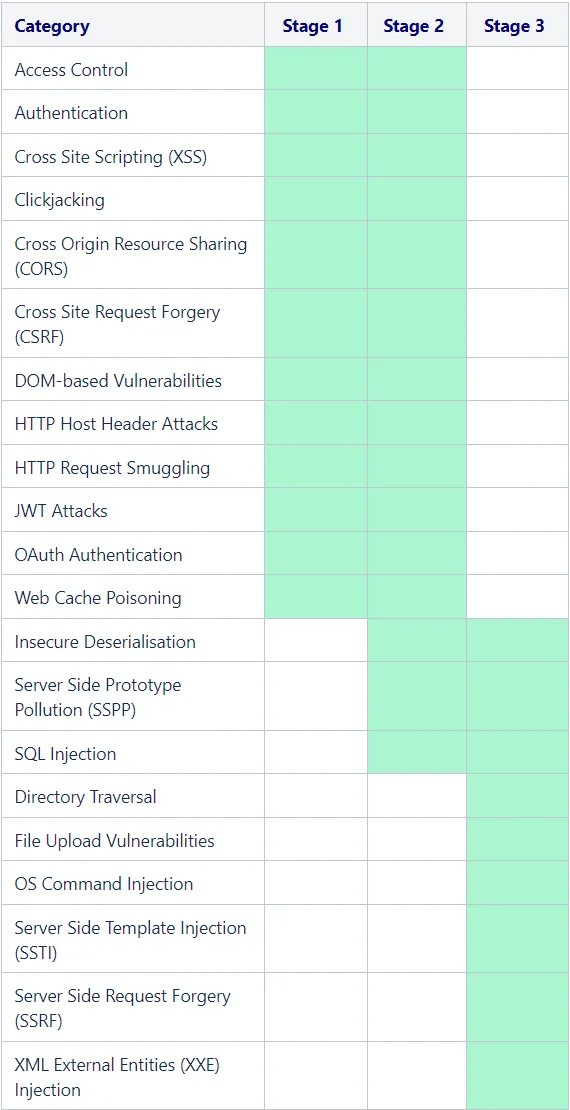 Category Stage 1 Stage 2 Stage 3
Access Control
Authentication
Cross Site Scripting (XSS)
Clickjacking
Cross Origin Resource Sharing
(CORS)
Cross Site Request Forgery
(CSRF)
DOM-based Vulnerabilities
HTTP Host Header Attacks
HTTP Request Smuggling
JWT Attacks
OAuth Authentication
Web Cache Poisoning
Insecure Deserialisation
Server Side Prototype
Pollution (SSPP)
SQL Injection
Directory Traversal
File Upload Vulnerabilities
OS Command Injection
Server Side Template Injection
(SSTI)
Server Side Request Forgery
(SSRF)
XML External Entities (XXE)
Injection